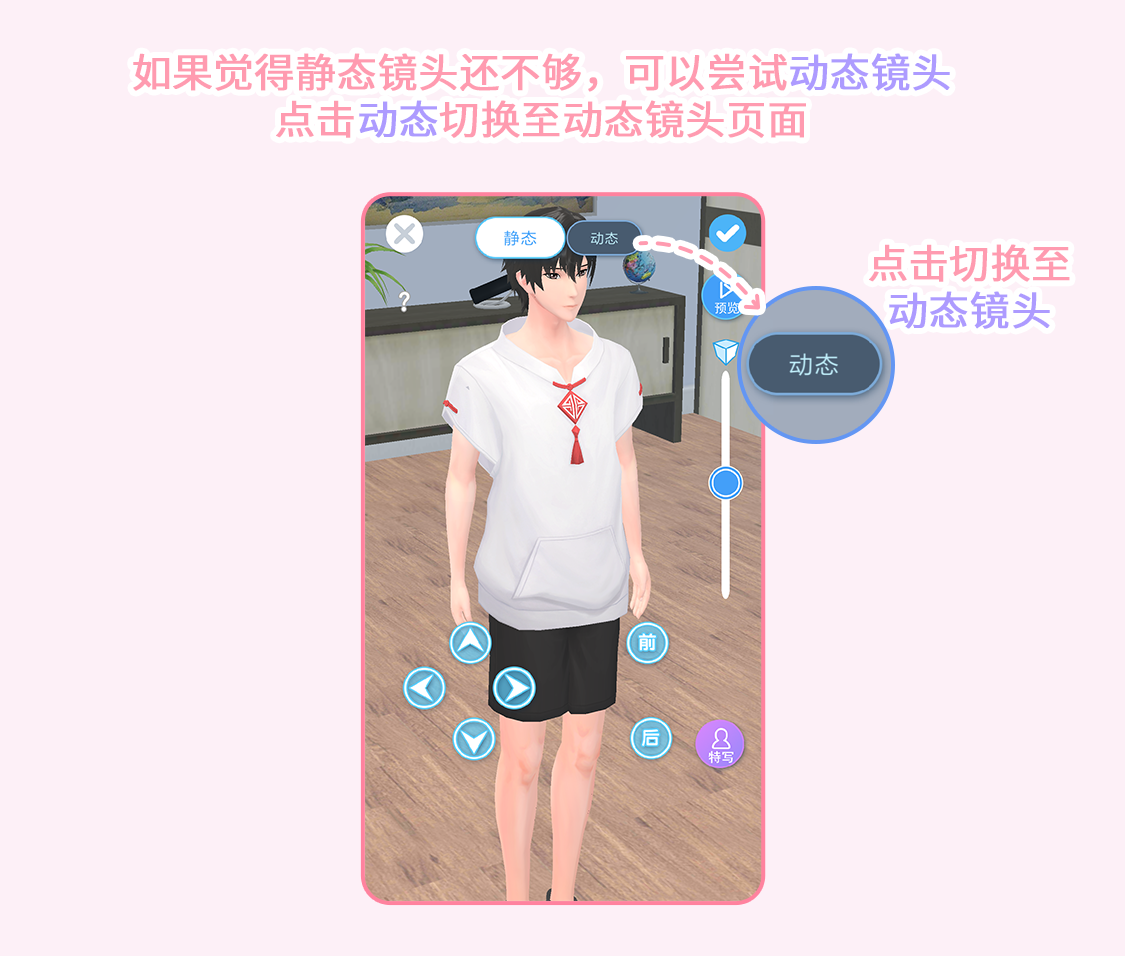 如果觉得静态镜头还不够，可以尝试动态镜头
点击动态切换至动态镜头页面
静态
动态
?
预览
点击切换至
动态镜头
动态
前
后
特写